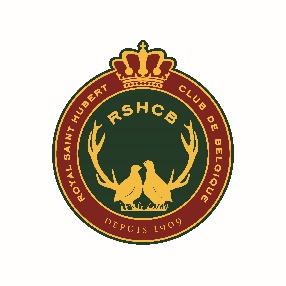 ROYAL SAINT HUBERT CLUB DE BELGIQUE
RSHCB
DEPUIS 1909